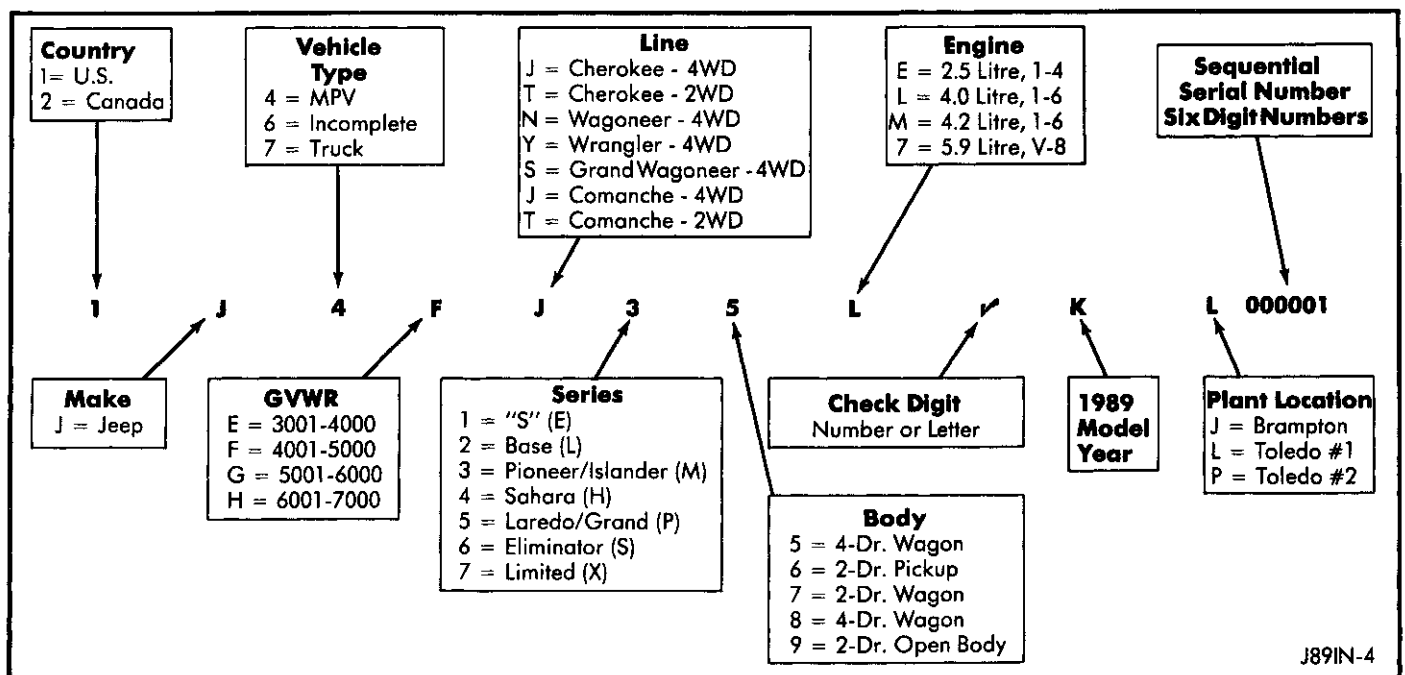 Country
1= U.S.
2 = Canada
Vehicle
Type
4 = MPV
6 = Incomplete
7 = Truck
Line
J = Cherokee - 4WD
T = Cherokee - 2WD
N = Wagoneer - 4WD
Y = Wrangler - 4WD
S = Grand Wagoneer - 4WD
J = Comanche - 4WD
T = Comanche - 2WD
Engine
E = 2.5 Litre, 1-4
L = 4.0 Litre, 1-6
M = 4.2 Litre, 1-6
7 = 5.9 Litre, V-8
Sequential
Serial Number
Six Digit Numbers
1 J 4 F J 3 5 L ✓ K L 000001
Make
J = Jeep
GVWR
E = 3001-4000
F = 4001-5000
G = 5001-6000
H = 6001-7000
Series
1 = "S" (E)
2 = Base (L)
3 = Pioneer/Islander (M)
4 = Sahara (H)
5 = Laredo/Grand (P)
6 = Eliminator (S)
7 = Limited (X)
Check Digit
Number or Letter
1989
Model
Year
Plant Location
J = Brampton
L = Toledo #1
P = Toledo #2
Body
5 = 4-Dr. Wagon
6 = 2-Dr. Pickup
7 = 2-Dr. Wagon
8 = 4-Dr. Wagon
9 = 2-Dr. Open Body
J89IN-4